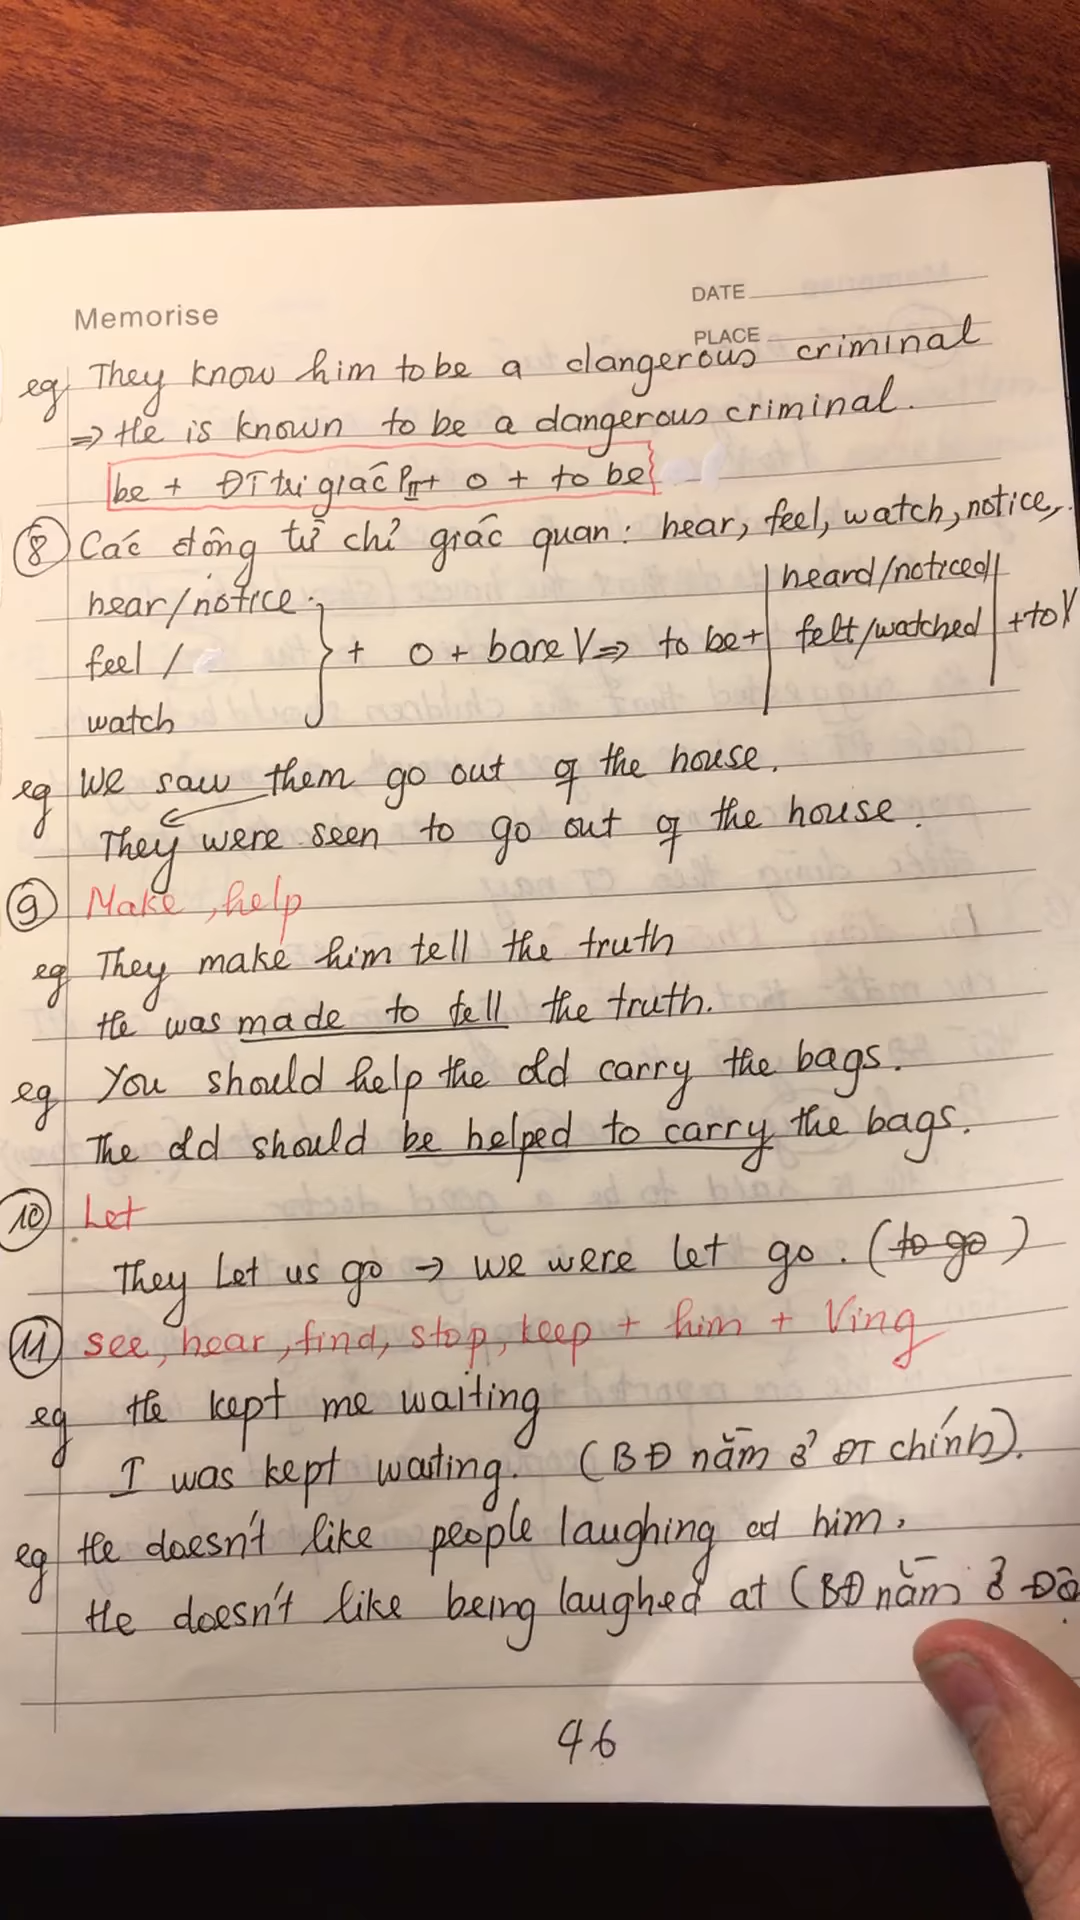 Memorise
DATE
PLACE
eg They know him to be a dangerous criminal
⇒ He is known to be a dangerous criminal.
be + ĐT tri giác PII + O + to be
⑧ Các động từ chỉ giác quan: hear, feel, watch, notice,
hear/notice
feel /
watch
+ O + bare V ⇒ to be +
heard/noticed
felt/watched
+ to V
eg We saw them go out of the house.
They were seen to go out of the house.
⑨ Make, help
eg They make him tell the truth
He was made to tell the truth.
eg You should help the old carry the bags.
The old should be helped to carry the bags.
⑩ Let
They Let us go → we were let go. (to go)
⑪ see, hear, find, stop, keep + him + Ving
eg He kept me waiting
I was kept waiting. (BĐ nằm ở ĐT chính).
eg He doesn't like people laughing at him.
He doesn't like being laughed at (BĐ nằm ở
46